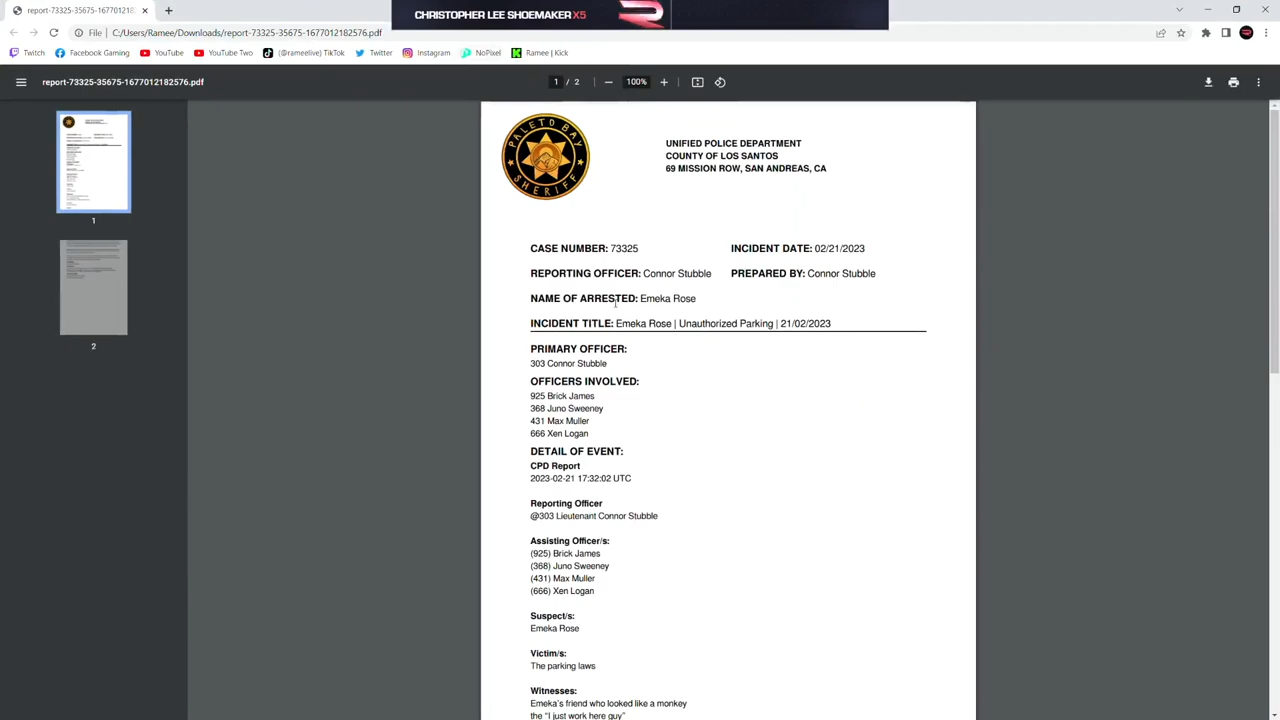 report-73325-35675-16770121825
CHRISTOPHER LEE SHOEMAKER X5
File | C:/Users/Ramee/Downloads/report-73325-35675-1677012182576.pdf
Twitch Facebook Gaming YouTube YouTube Two (@rameelive) TikTok Twitter Instagram NoPixel Ramee | Kick
report-73325-35675-1677012182576.pdf
1 / 2
100%
1
2
PALETO BAY
SHERIFF
UNIFIED POLICE DEPARTMENT
COUNTY OF LOS SANTOS
69 MISSION ROW, SAN ANDREAS, CA
CASE NUMBER: 73325 INCIDENT DATE: 02/21/2023
REPORTING OFFICER: Connor Stubble PREPARED BY: Connor Stubble
NAME OF ARRESTED: Emeka Rose
INCIDENT TITLE: Emeka Rose | Unauthorized Parking | 21/02/2023
PRIMARY OFFICER:
303 Connor Stubble
OFFICERS INVOLVED:
925 Brick James
368 Juno Sweeney
431 Max Muller
666 Xen Logan
DETAIL OF EVENT:
CPD Report
2023-02-21 17:32:02 UTC
Reporting Officer
@303 Lieutenant Connor Stubble
Assisting Officer/s:
(925) Brick James
(368) Juno Sweeney
(431) Max Muller
(666) Xen Logan
Suspect/s:
Emeka Rose
Victim/s:
The parking laws
Witnesses:
Emeka's friend who looked like a monkey
the “I just work here guy”